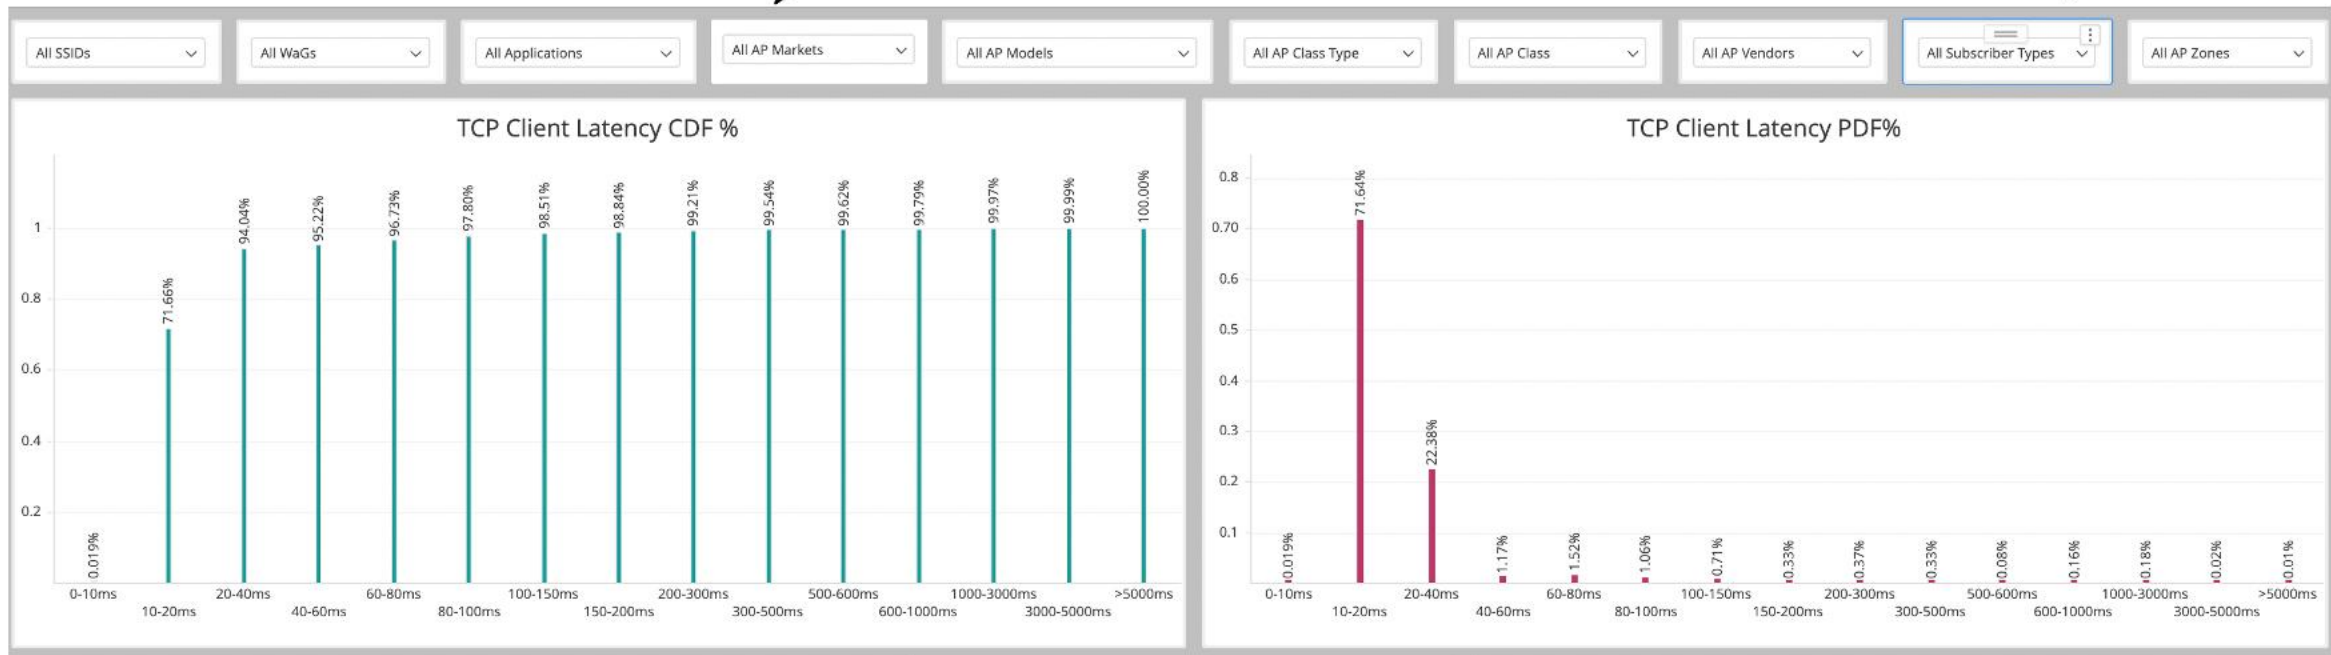 All SSIDs
All WaGs
All Applications
All AP Markets
All AP Models
All AP Class Type
All AP Class
All AP Vendors
All Subscriber Types
All AP Zones
TCP Client Latency CDF %
1
0.8
0.6
0.4
0.2
0.019%
71.66%
94.04%
95.22%
96.73%
97.80%
98.51%
98.84%
99.21%
99.54%
99.62%
99.79%
99.97%
99.99%
100.00%
0-10ms
10-20ms
20-40ms
40-60ms
60-80ms
80-100ms
100-150ms
150-200ms
200-300ms
300-500ms
500-600ms
600-1000ms
1000-3000ms
3000-5000ms
>5000ms
TCP Client Latency PDF%
0.8
0.70
0.6
0.5
0.4
0.3
0.2
0.1
0.019%
71.64%
22.38%
1.17%
1.52%
1.06%
0.71%
0.33%
0.37%
0.33%
0.08%
0.16%
0.18%
0.02%
0.01%
0-10ms
10-20ms
20-40ms
40-60ms
60-80ms
80-100ms
100-150ms
150-200ms
200-300ms
300-500ms
500-600ms
600-1000ms
1000-3000ms
3000-5000ms
>5000ms